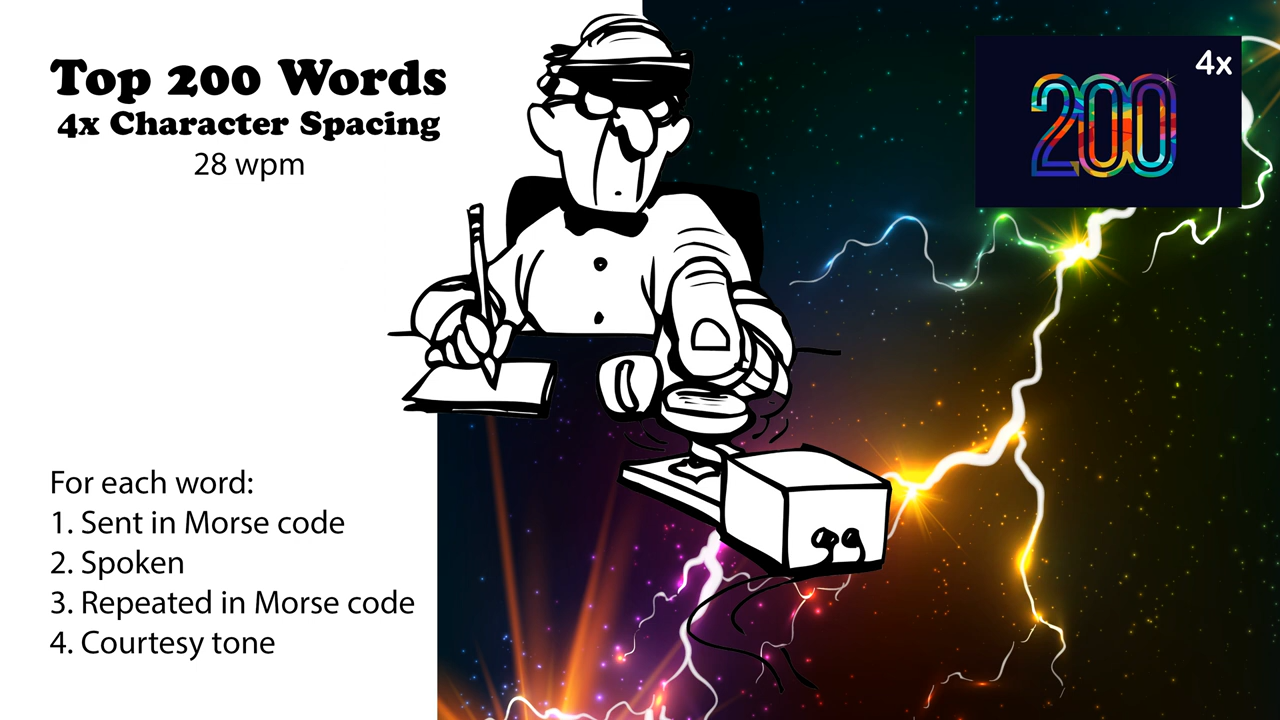 Top 200 Words
4x Character Spacing
28 wpm
4x
200
For each word:
1. Sent in Morse code
2. Spoken
3. Repeated in Morse code
4. Courtesy tone